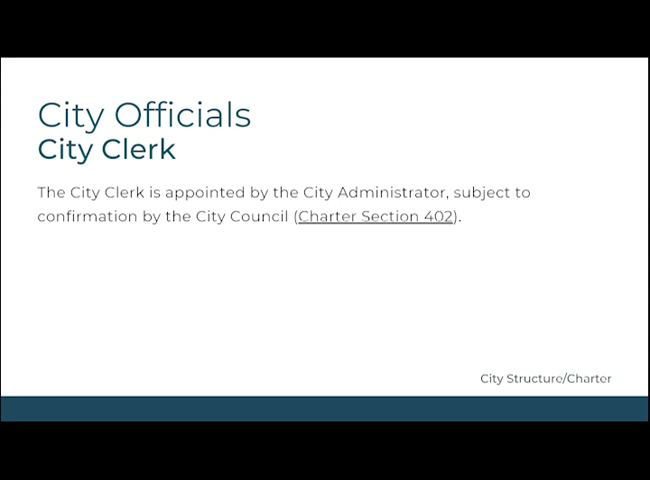 City Officials
City Clerk
The City Clerk is appointed by the City Administrator, subject to
confirmation by the City Council (Charter Section 402).
City Structure/Charter